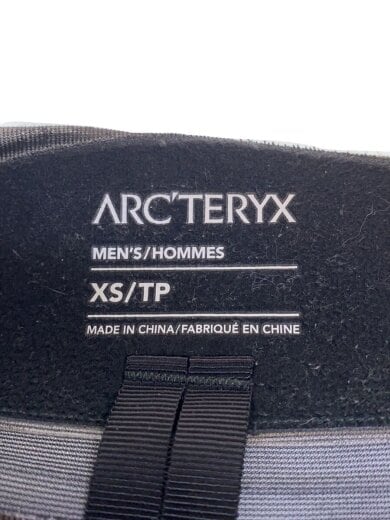 ARC'TERYX
MEN'S/HOMMES
XS/TP
MADE IN CHINA/FABRIQUÉ EN CHINE